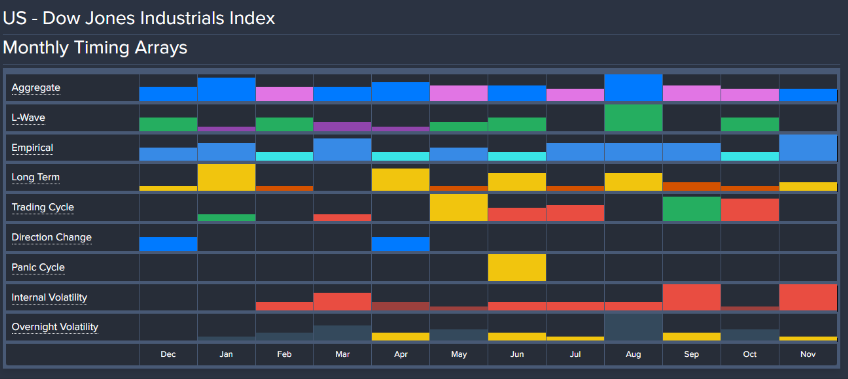 US - Dow Jones Industrials Index
Monthly Timing Arrays
Aggregate
L-Wave
Empirical
Long Term
Trading Cycle
Direction Change
Panic Cycle
Internal Volatility
Overnight Volatility
Dec Jan Feb Mar Apr May Jun Jul Aug Sep Oct Nov